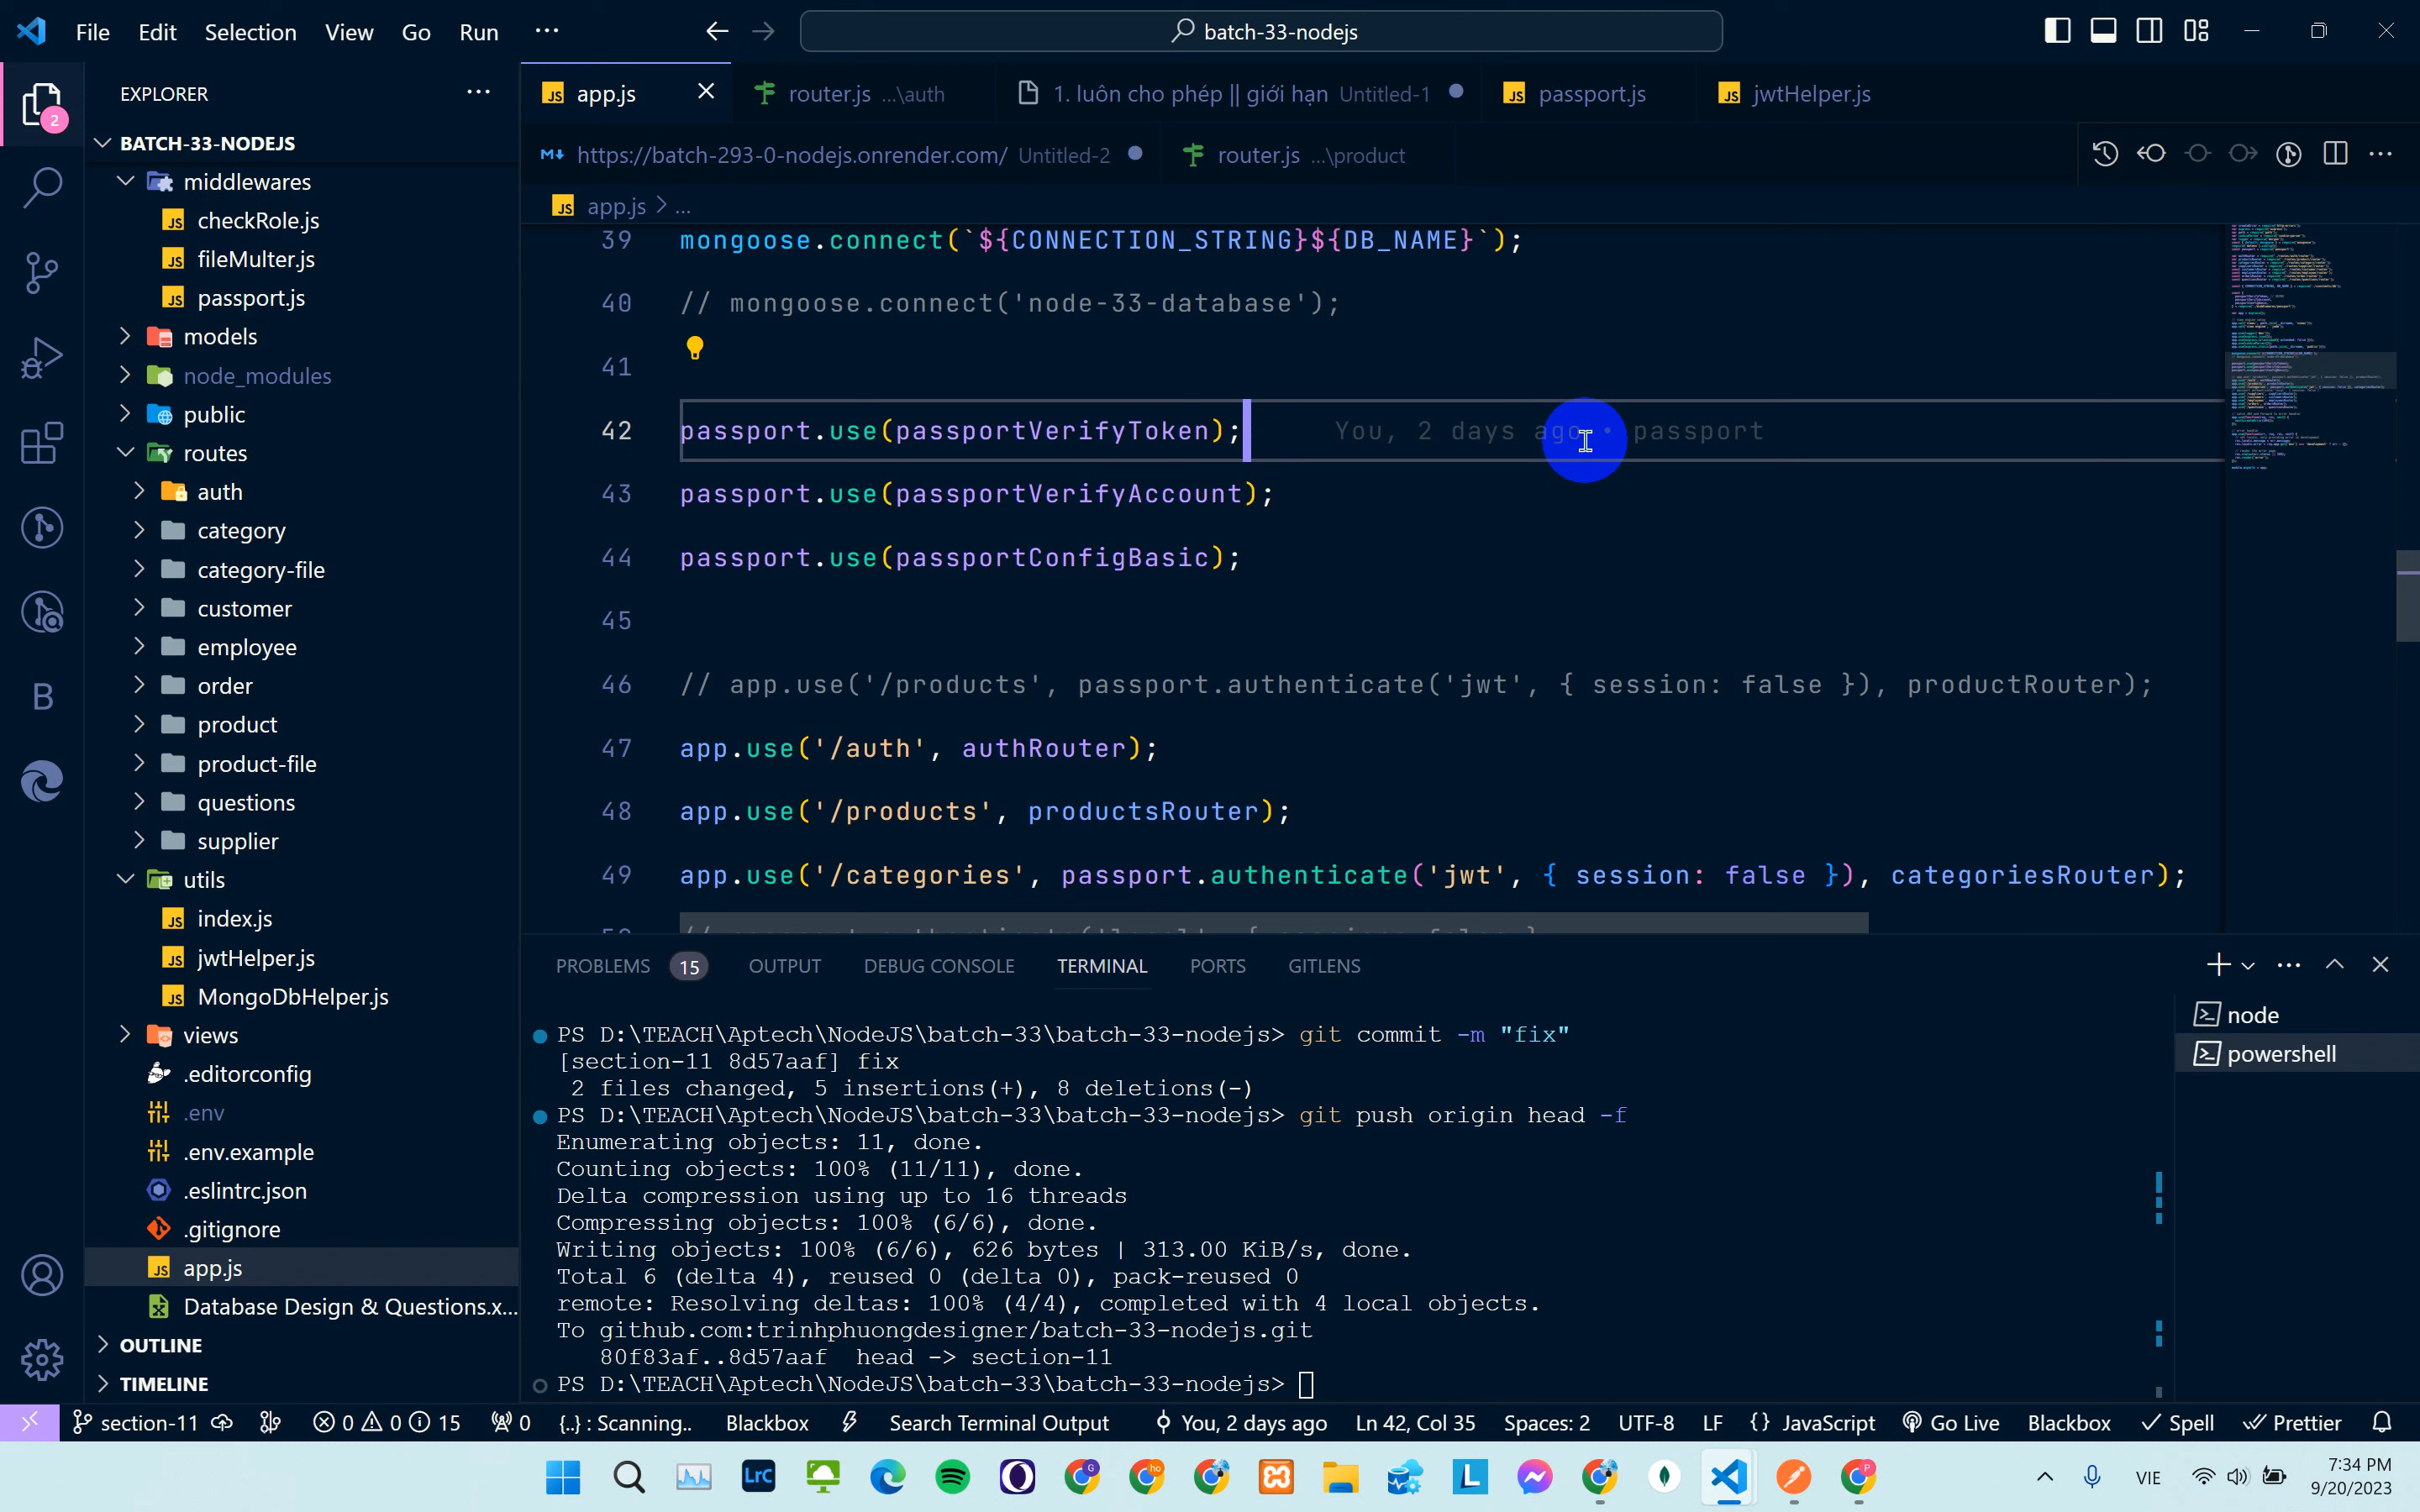 File Edit Selection View Go Run ···
batch-33-nodejs
EXPLORER ···
2
BATCH-33-NODEJS
middlewares
checkRole.js
fileMulter.js
passport.js
models
node_modules
public
routes
auth
category
category-file
customer
employee
order
product
product-file
questions
supplier
utils
index.js
jwtHelper.js
MongoDbHelper.js
views
.editorconfig
.env
.env.example
.eslintrc.json
.gitignore
app.js
Database Design & Questions.x...
OUTLINE
TIMELINE
app.js router.js ...\auth 1. luôn cho phép || giới hạn Untitled-1 passport.js jwtHelper.js
https://batch-293-0-nodejs.onrender.com/ Untitled-2 router.js ...\product
app.js > ...
39 mongoose.connect(`${CONNECTION_STRING}${DB_NAME}`);
40 // mongoose.connect('node-33-database');
41
42 passport.use(passportVerifyToken); You, 2 days ago • passport
43 passport.use(passportVerifyAccount);
44 passport.use(passportConfigBasic);
45
46 // app.use('/products', passport.authenticate('jwt', { session: false }), productRouter);
47 app.use('/auth', authRouter);
48 app.use('/products', productsRouter);
49 app.use('/categories', passport.authenticate('jwt', { session: false }), categoriesRouter);
PROBLEMS 15 OUTPUT DEBUG CONSOLE TERMINAL PORTS GITLENS
PS D:\TEACH\Aptech\NodeJS\batch-33\batch-33-nodejs> git commit -m "fix"
[section-11 8d57aaf] fix
2 files changed, 5 insertions(+), 8 deletions(-)
PS D:\TEACH\Aptech\NodeJS\batch-33\batch-33-nodejs> git push origin head -f
Enumerating objects: 11, done.
Counting objects: 100% (11/11), done.
Delta compression using up to 16 threads
Compressing objects: 100% (6/6), done.
Writing objects: 100% (6/6), 626 bytes | 313.00 KiB/s, done.
Total 6 (delta 4), reused 0 (delta 0), pack-reused 0
remote: Resolving deltas: 100% (4/4), completed with 4 local objects.
To github.com:trinhphuongdesigner/batch-33-nodejs.git
80f83af..8d57aaf head -> section-11
PS D:\TEACH\Aptech\NodeJS\batch-33\batch-33-nodejs>
node
powershell
section-11 0 0 15 0 {..} : Scanning.. Blackbox Search Terminal Output You, 2 days ago Ln 42, Col 35 Spaces: 2 UTF-8 LF {} JavaScript Go Live Blackbox Spell Prettier
VIE
7:34 PM
9/20/2023